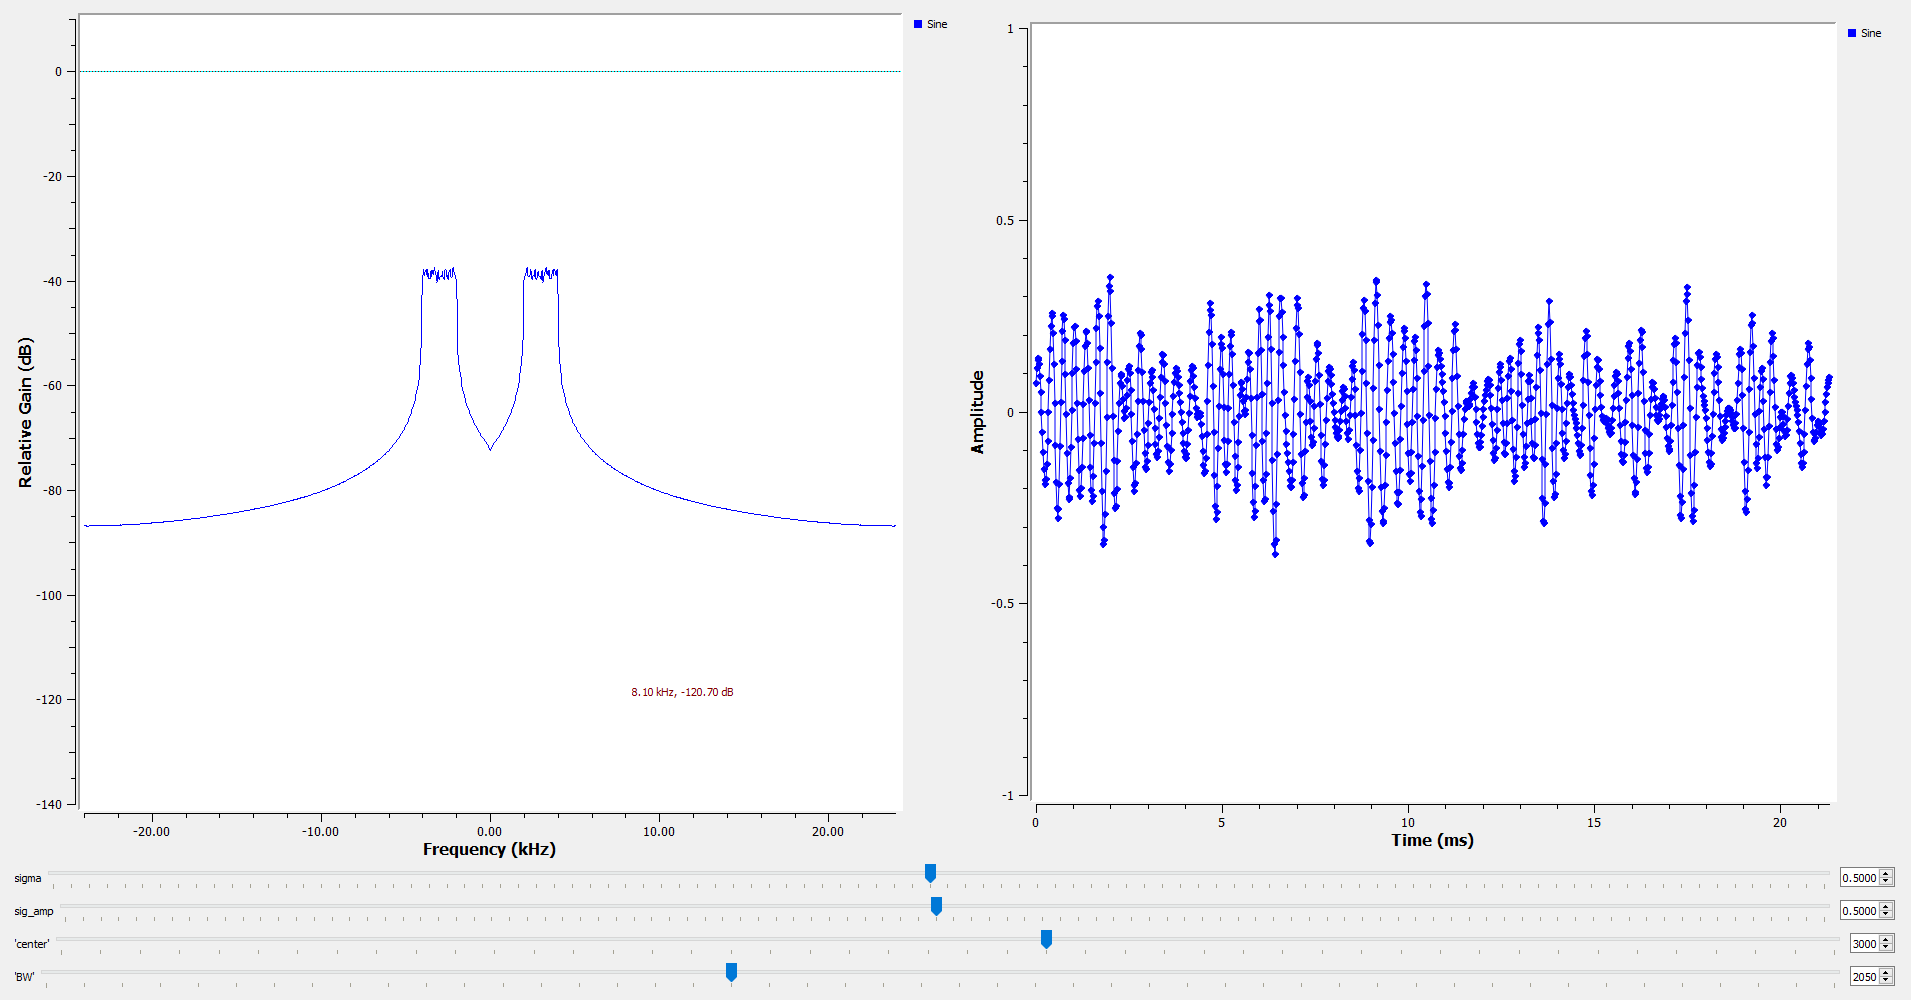 Sine
0
-20
-40
-60
-80
-100
-120
-140
Relative Gain (dB)
8.10 kHz, -120.70 dB
-20.00 -10.00 0.00 10.00 20.00
Frequency (kHz)
Sine
1
0.5
0
-0.5
-1
Amplitude
0 5 10 15 20
Time (ms)
sigma 0.5000
sig_amp 0.5000
'center' 3000
'BW' 2050